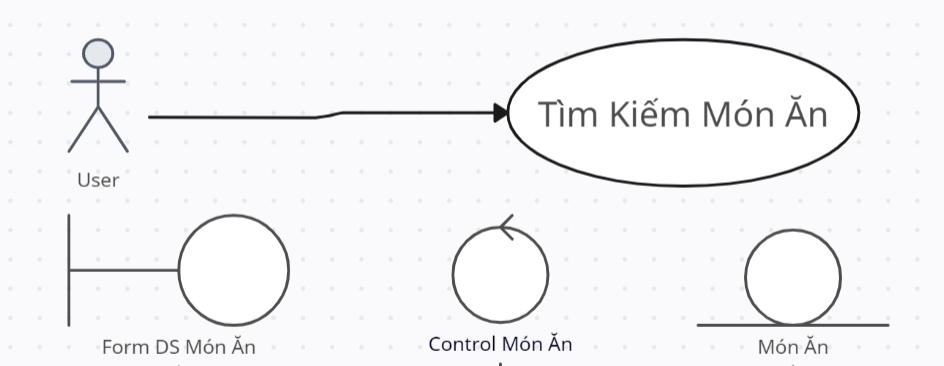 Tìm Kiếm Món Ăn
User
Form DS Món Ăn
Control Món Ăn
Món Ăn